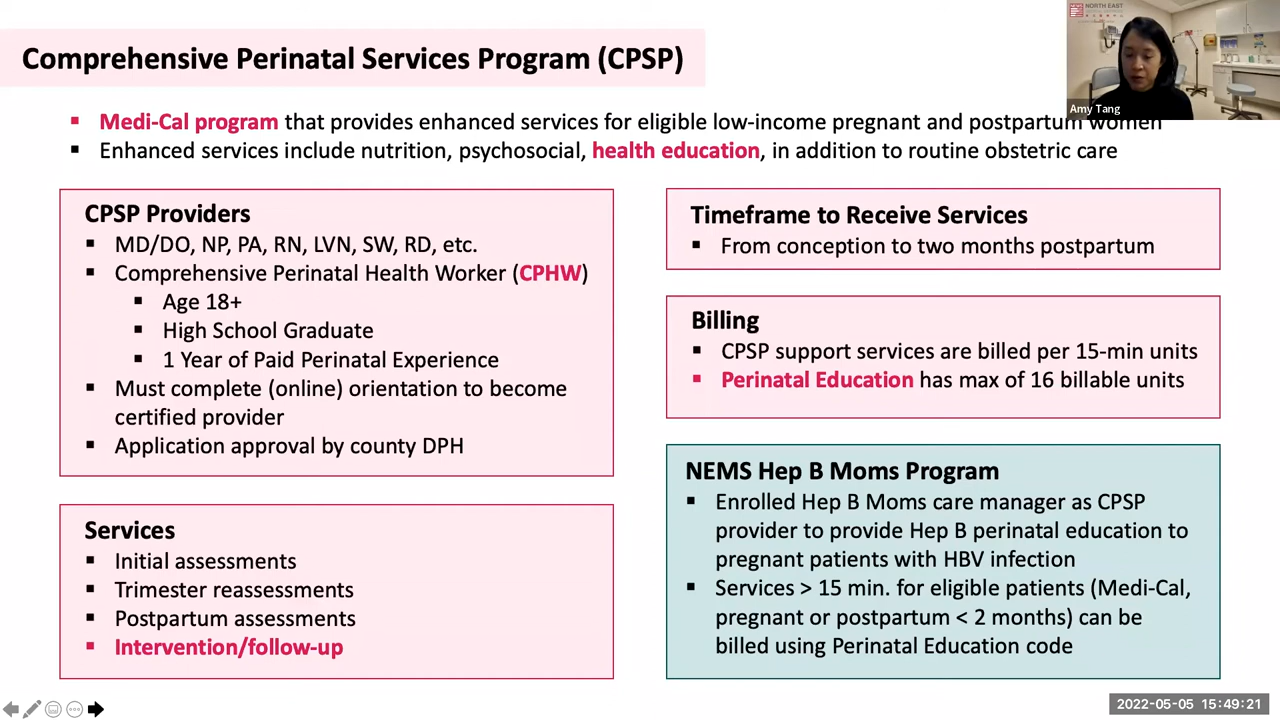 Comprehensive Perinatal Services Program (CPSP)
NORTH EAST
Amy Tang
▪ Medi-Cal program that provides enhanced services for eligible low-income pregnant and postpartum women
▪ Enhanced services include nutrition, psychosocial, health education, in addition to routine obstetric care
CPSP Providers
▪ MD/DO, NP, PA, RN, LVN, SW, RD, etc.
▪ Comprehensive Perinatal Health Worker (CPHW)
▪ Age 18+
▪ High School Graduate
▪ 1 Year of Paid Perinatal Experience
▪ Must complete (online) orientation to become
certified provider
▪ Application approval by county DPH
Services
▪ Initial assessments
▪ Trimester reassessments
▪ Postpartum assessments
▪ Intervention/follow-up
Timeframe to Receive Services
▪ From conception to two months postpartum
Billing
▪ CPSP support services are billed per 15-min units
▪ Perinatal Education has max of 16 billable units
NEMS Hep B Moms Program
▪ Enrolled Hep B Moms care manager as CPSP
provider to provide Hep B perinatal education to
pregnant patients with HBV infection
▪ Services > 15 min. for eligible patients (Medi-Cal,
pregnant or postpartum < 2 months) can be
billed using Perinatal Education code
2022-05-05 15:49:21